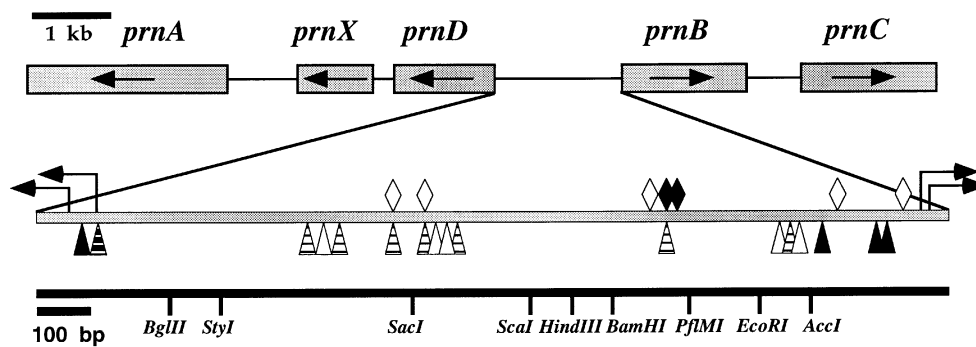 1 kb
prnA prnX prnD prnB prnC
100 bp
BglII StyI SacI ScaI HindIII BamHI PflMI EcoRI AccI